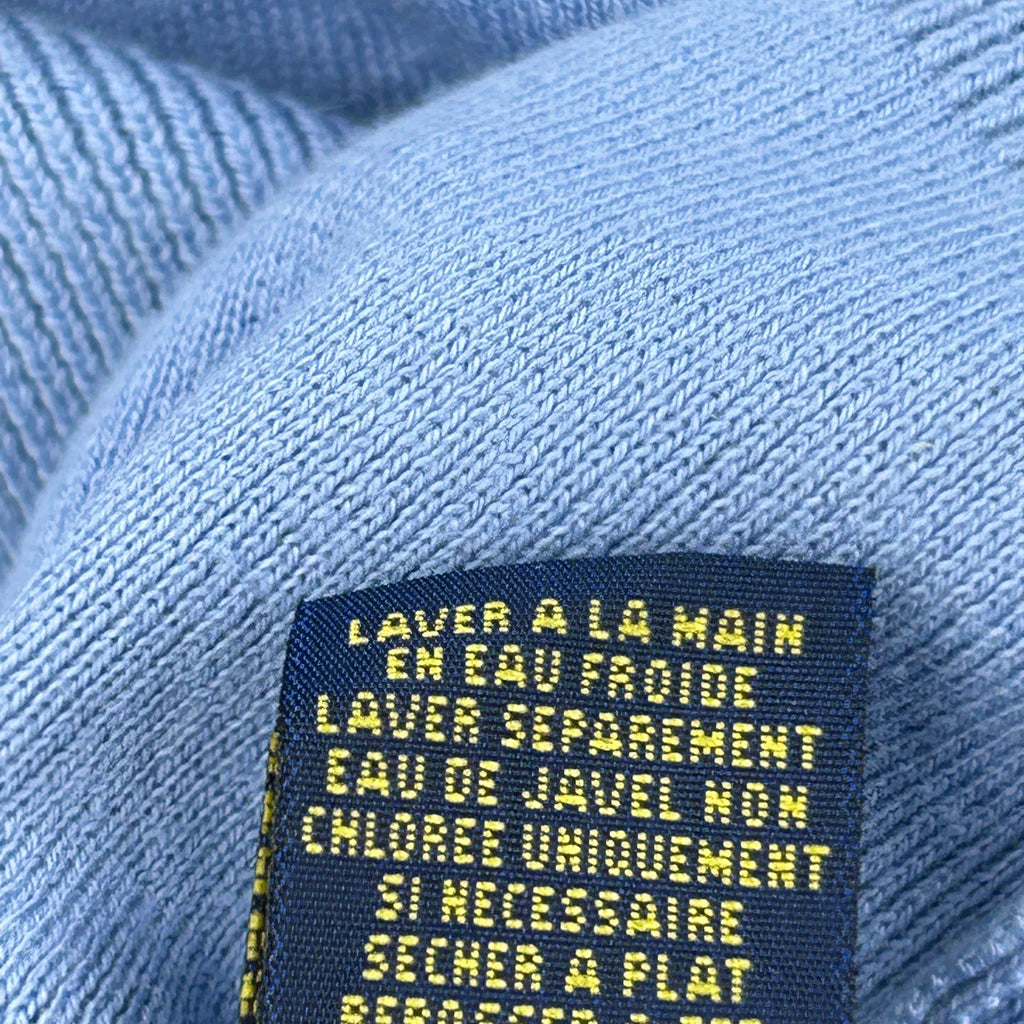 LAVER A LA MAIN
EN EAU FROIDE
LAVER SEPAREMENT
EAU DE JAVEL NON
CHLOREE UNIQUEMENT
SI NECESSAIRE
SECHER A PLAT